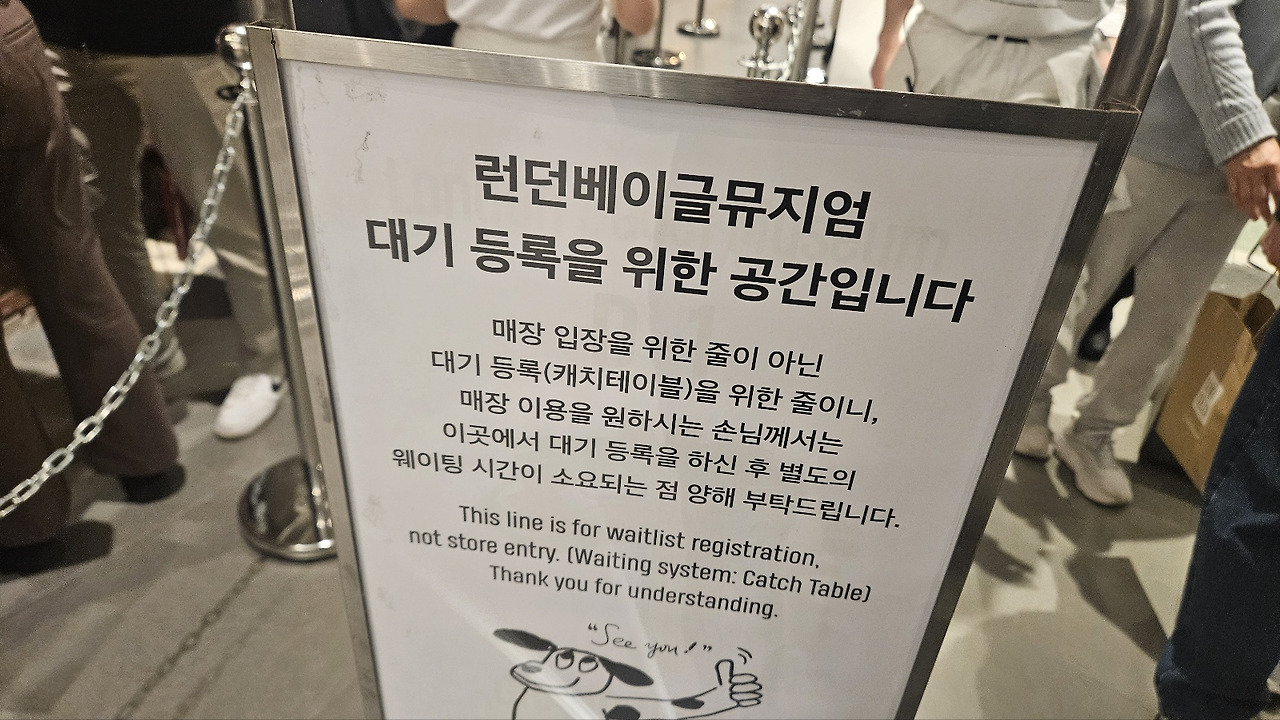 런던베이글뮤지엄
대기 등록을 위한 공간입니다
매장 입장을 위한 줄이 아닌
대기 등록(캐치테이블)을 위한 줄이니,
매장 이용을 원하시는 손님께서는
이곳에서 대기 등록을 하신 후 별도의
웨이팅 시간이 소요되는 점 양해 부탁드립니다.
This line is for waitlist registration,
not store entry. (Waiting system: Catch Table)
Thank you for understanding.
"See you!"